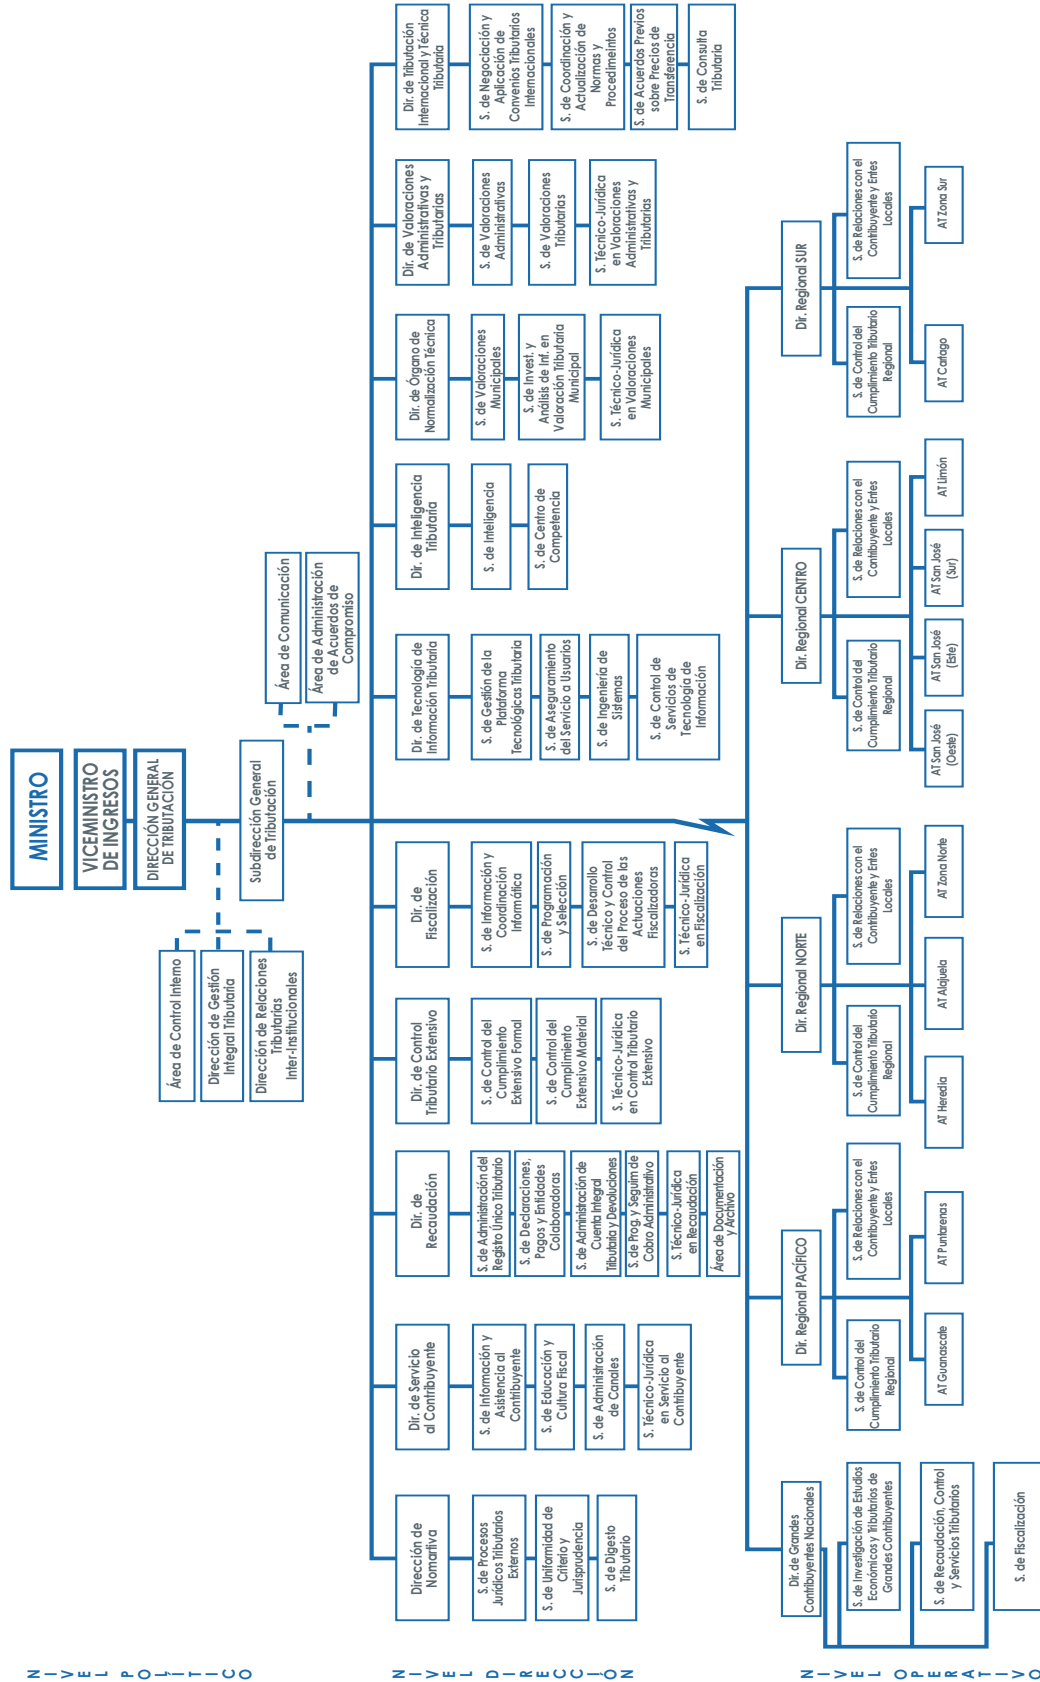 MINISTRO
VICEMINISTRO
DE INGRESOS
DIRECCIÓN GENERAL
DE TRIBUTACIÓN
Área de Control Interno
Dirección de Gestión
Integral Tributaria
Dirección de Relaciones
Tributarias
Inter-Institucionales
Subdirección General
de Tributación
Área de Comunicación
Área de Administración
de Acuerdos de
Compromiso
NIVEL POLÍTICO
Dirección de
Nomartiva
S. de Procesos
Jurídicos Tributarios
Externos
S. de Uniformidad de
Criterio y
Jurisprudencia
S. de Digesto
Tributario
Dir. de Servicio
al Contribuyente
S. de Información y
Asistencia al
Contribuyente
S. de Educación y
Cultura Fiscal
S. de Administración
de Canales
S. Técnico-Jurídica
en Servicio al
Contribuyente
Dir. de
Recaudación
S. de Administración del
Registro Único Tributario
S. de Declaraciones,
Pagos y Entidades
Colaboradoras
S. de Administración de
Cuenta Integral
Tributaria y Devoluciones
S. de Prog. y Seguim de
Cobro Administrativo
S. Técnico-Jurídica
en Recaudación
Área de Documentación
y Archivo
Dir. de Control
Tributario Extensivo
S. de Control del
Cumplimiento
Extensivo Formal
S. de Control del
Cumplimiento
Extensivo Material
S. Técnico-Jurídica
en Control Tributario
Extensivo
Dir. de
Fiscalización
S. de Información y
Coordinación
Informática
S. de Programación
y Selección
S. de Desarrollo
Técnico y Control
del Proceso de las
Actuaciones
Fiscalizadoras
S. Técnico-Jurídica
en Fiscalización
Dir. de Tecnología de
Información Tributaria
S. de Gestión de la
Plataforma
Tecnológicas Tributaria
S. de Aseguramiento
del Servicio a Usuarios
S. de Ingeniería de
Sistemas
S. de Control de
Servicios de
Tecnología de
Información
Dir. de Inteligencia
Tributaria
S. de Inteligencia
S. de Centro de
Competencia
Dir. de Órgano de
Normalización Técnica
S. de Valoraciones
Municipales
S. de Invest. y
Análisis de Inf. en
Valoración Tributaria
Municipal
S. Técnico-Jurídica
en Valoraciones
Municipales
Dir. de Valoraciones
Administrativas y
Tributarias
S. de Valoraciones
Administrativas
S. de Valoraciones
Tributarias
S. Técnico-Jurídica
en Valoraciones
Administrativas y
Tributarias
Dir. de Tributación
Internacional y Técnica
Tributaria
S. de Negociación y
Aplicación de
Convenios Tributarios
Internacionales
S. de Coordinación y
Actualización de
Normas y
Procedimeintos
S. de Acuerdos Previos
sobre Precios de
Transferencia
S. de Consulta
Tributaria
NIVEL DIRECCIÓN
Dir. de Grandes
Contribuyentes Nacionales
S. de Investigación de Estudios
Económicos y Tributarios de
Grandes Contribuyentes
S. de Recaudación, Control
y Servicios Tributarios
S. de Fiscalización
Dir. Regional PACÍFICO
S. de Control del
Cumplimiento Tributario
Regional
S. de Relaciones con el
Contribuyente y Entes
Locales
AT Guanascate
AT Puntarenas
Dir. Regional NORTE
S. de Control del
Cumplimiento Tributario
Regional
S. de Relaciones con el
Contribuyente y Entes
Locales
AT Heredia
AT Alajuela
AT Zona Norte
Dir. Regional CENTRO
S. de Control del
Cumplimiento Tributario
Regional
S. de Relaciones con el
Contribuyente y Entes
Locales
AT San José
(Oeste)
AT San José
(Este)
AT San José
(Sur)
AT Limón
Dir. Regional SUR
S. de Control del
Cumplimiento Tributario
Regional
S. de Relaciones con el
Contribuyente y Entes
Locales
AT Cartago
AT Zona Sur
NIVEL OPERATIVO